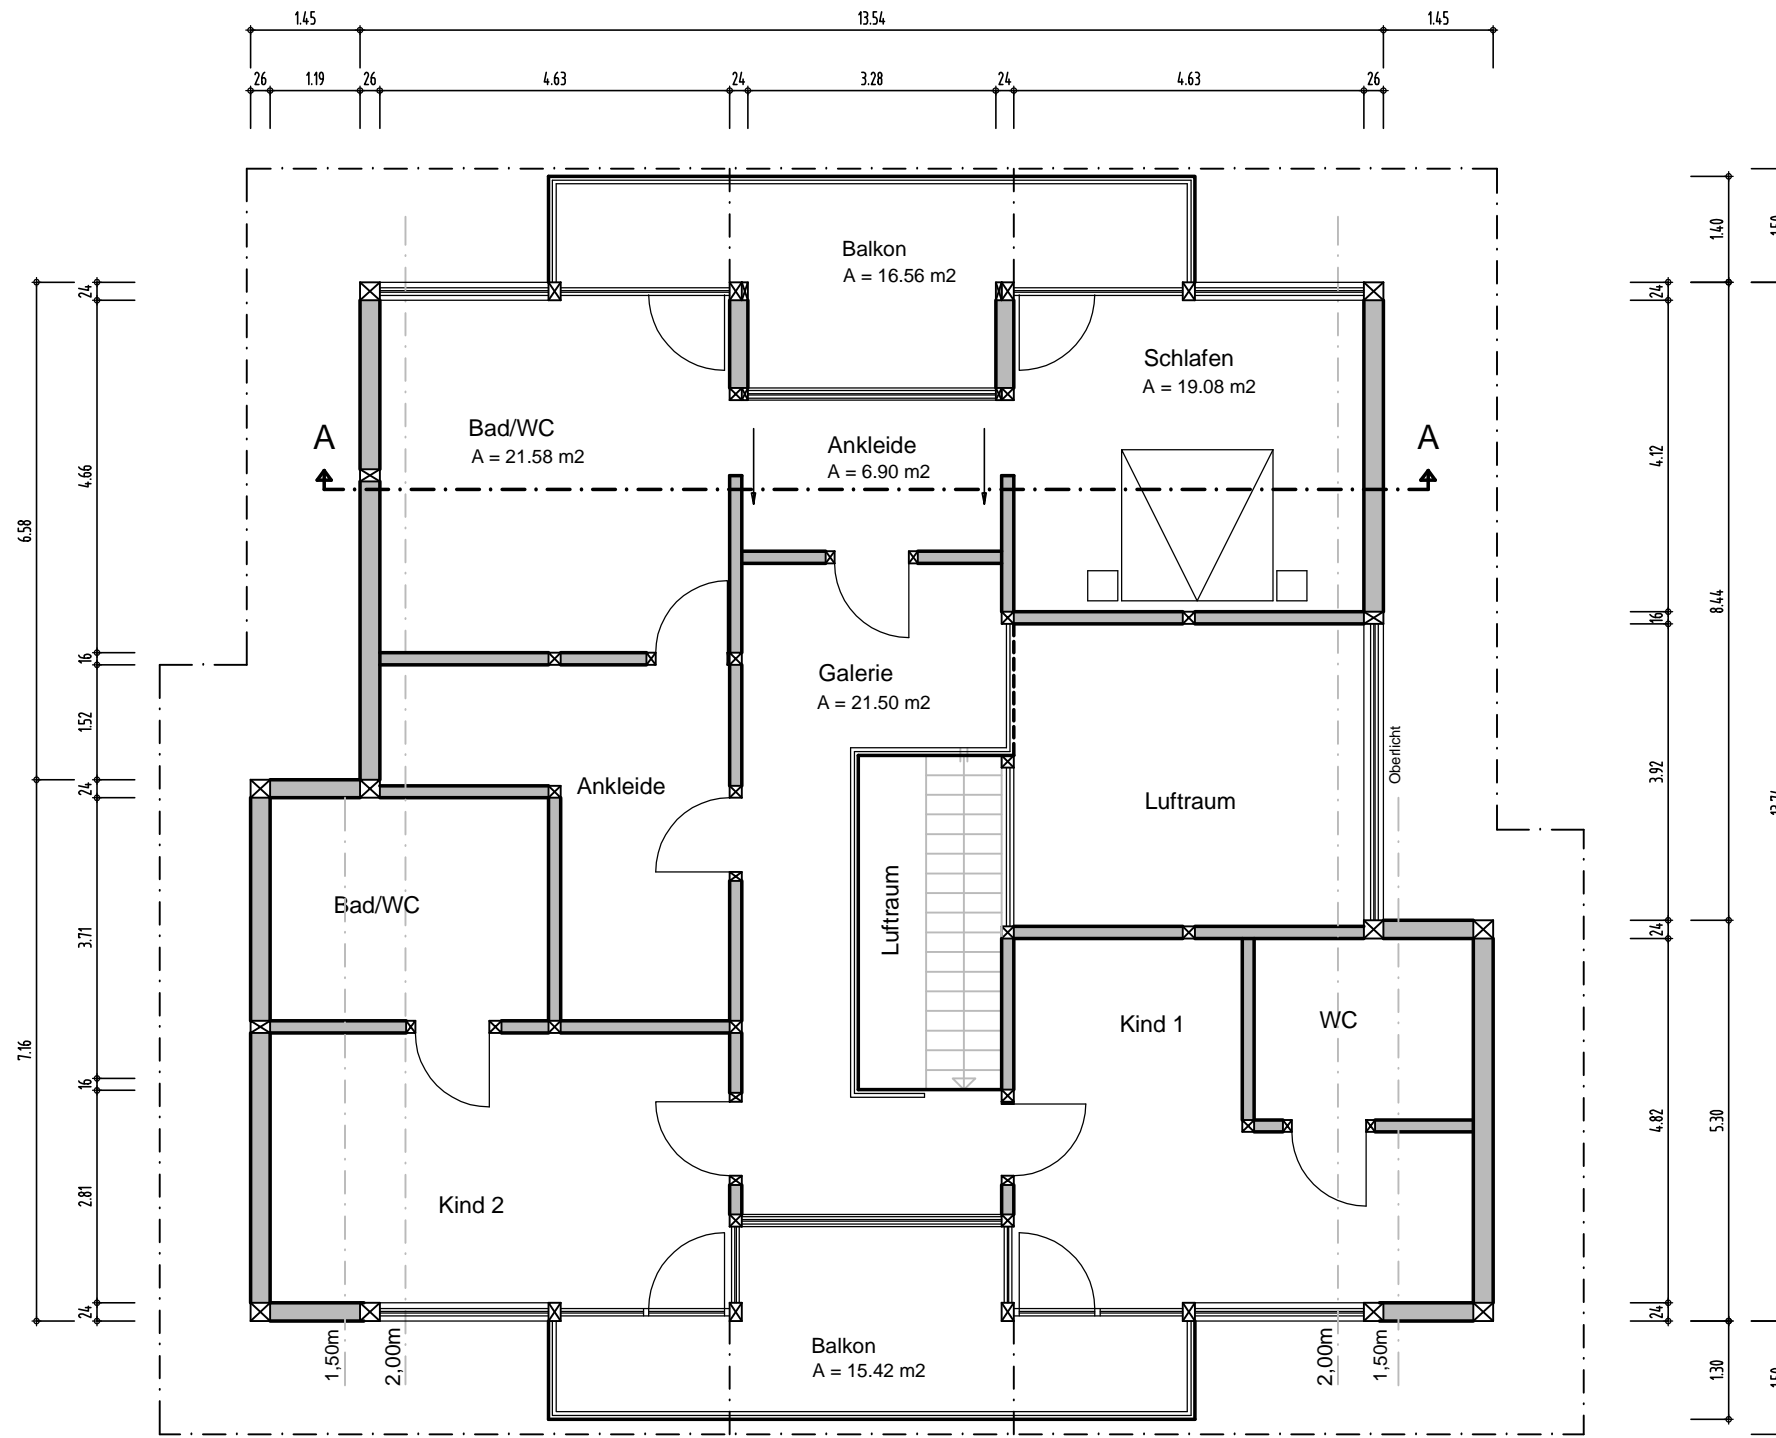 1.45 13.54 1.45
26 1.19 26 4.63 24 3.28 24 4.63 26
Balkon
A = 16.56 m2
Schlafen
A = 19.08 m2
Bad/WC
A = 21.58 m2
Ankleide
A = 6.90 m2
A
A
Galerie
A = 21.50 m2
Ankleide
Luftraum
Oberlicht
Bad/WC
Luftraum
Kind 1
WC
Kind 2
Balkon
A = 15.42 m2
1,50m
2,00m
2,00m
1,50m
6.58
7.16
24
4.66
16
1.52
24
3.71
16
2.81
24
24
4.12
16
3.92
24
4.82
24
1.40
8.44
5.30
1.30